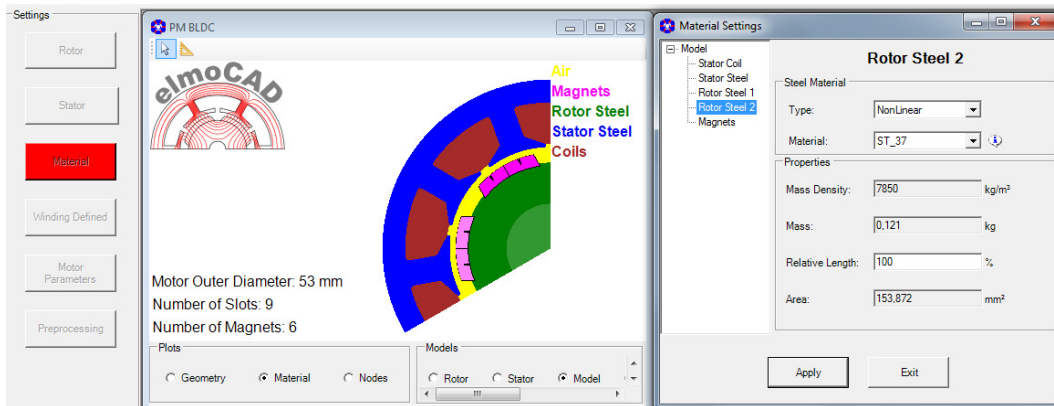 Settings
Rotor
Stator
Material
Winding Defined
Motor
Parameters
Preprocessing
PM BLDC
elmoCAD
Air
Magnets
Rotor Steel
Stator Steel
Coils
Motor Outer Diameter: 53 mm
Number of Slots: 9
Number of Magnets: 6
Plots
Geometry
Material
Nodes
Models
Rotor
Stator
Model
Material Settings
Model
Stator Coil
Stator Steel
Rotor Steel 1
Rotor Steel 2
Magnets
Rotor Steel 2
Steel Material
Type: NonLinear
Material: ST_37
Properties
Mass Density: 7850 kg/m³
Mass: 0,121 kg
Relative Length: 100 %
Area: 153,872 mm²
Apply
Exit